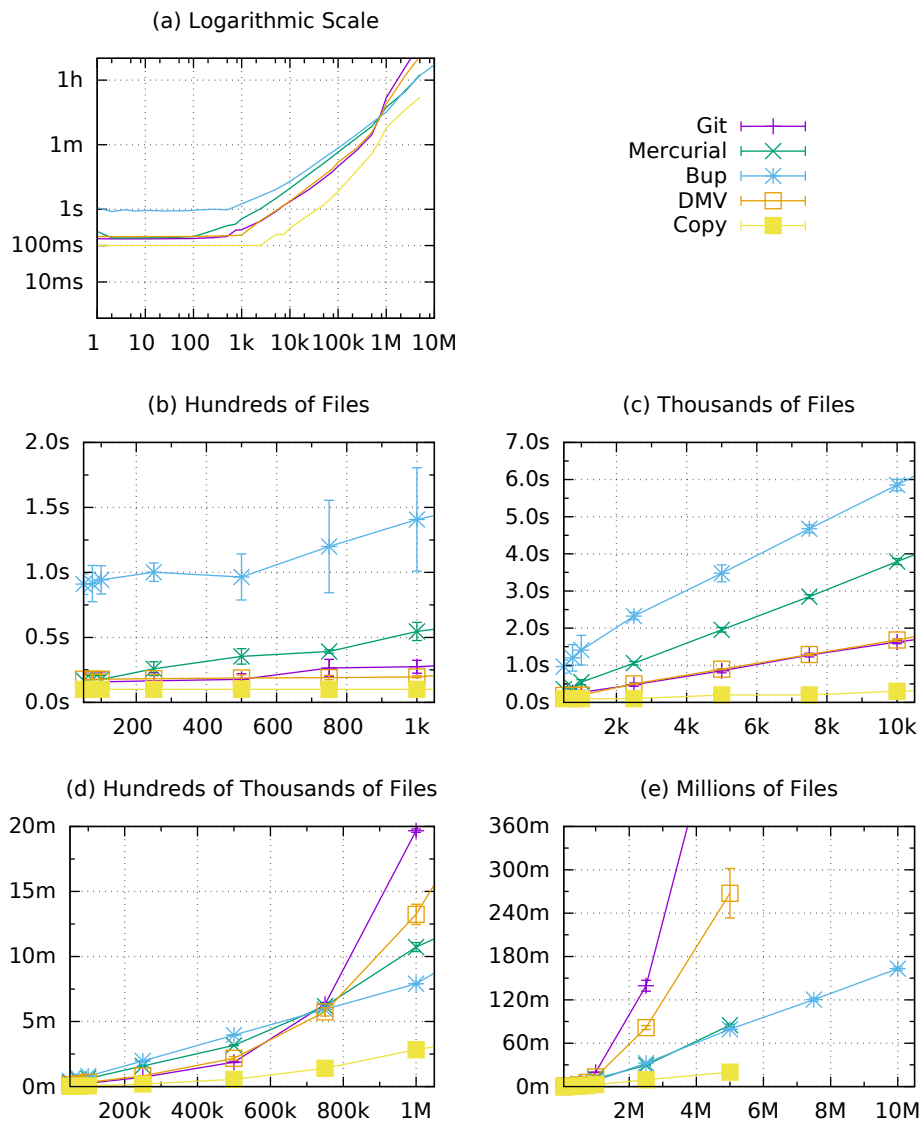 (a) Logarithmic Scale
1h
1m
1s
100ms
10ms
1 10 100 1k 10k 100k 1M 10M
Git
Mercurial
Bup
DMV
Copy
(b) Hundreds of Files
2.0s
1.5s
1.0s
0.5s
0.0s
200 400 600 800 1k
(c) Thousands of Files
7.0s
6.0s
5.0s
4.0s
3.0s
2.0s
1.0s
0.0s
2k 4k 6k 8k 10k
(d) Hundreds of Thousands of Files
20m
15m
10m
5m
0m
200k 400k 600k 800k 1M
(e) Millions of Files
360m
300m
240m
180m
120m
60m
0m
2M 4M 6M 8M 10M